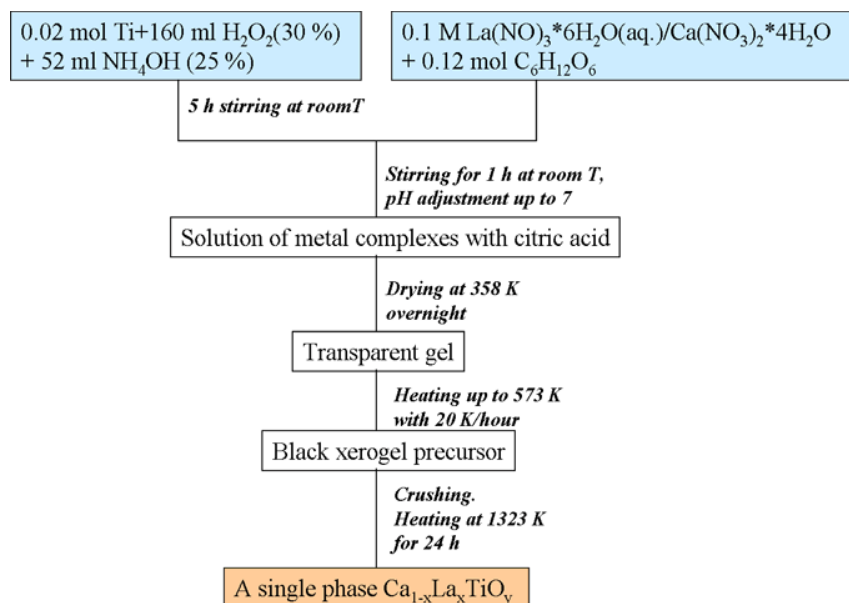 0.02 mol Ti+160 ml H₂O₂(30 %)
+ 52 ml NH₄OH (25 %)
0.1 M La(NO)₃*6H₂O(aq.)/Ca(NO₃)₂*4H₂O
+ 0.12 mol C₆H₁₂O₆
5 h stirring at roomT
Stirring for 1 h at room T,
pH adjustment up to 7
Solution of metal complexes with citric acid
Drying at 358 K
overnight
Transparent gel
Heating up to 573 K
with 20 K/hour
Black xerogel precursor
Crushing.
Heating at 1323 K
for 24 h
A single phase Ca₁₋ₓLaₓTiOᵧ